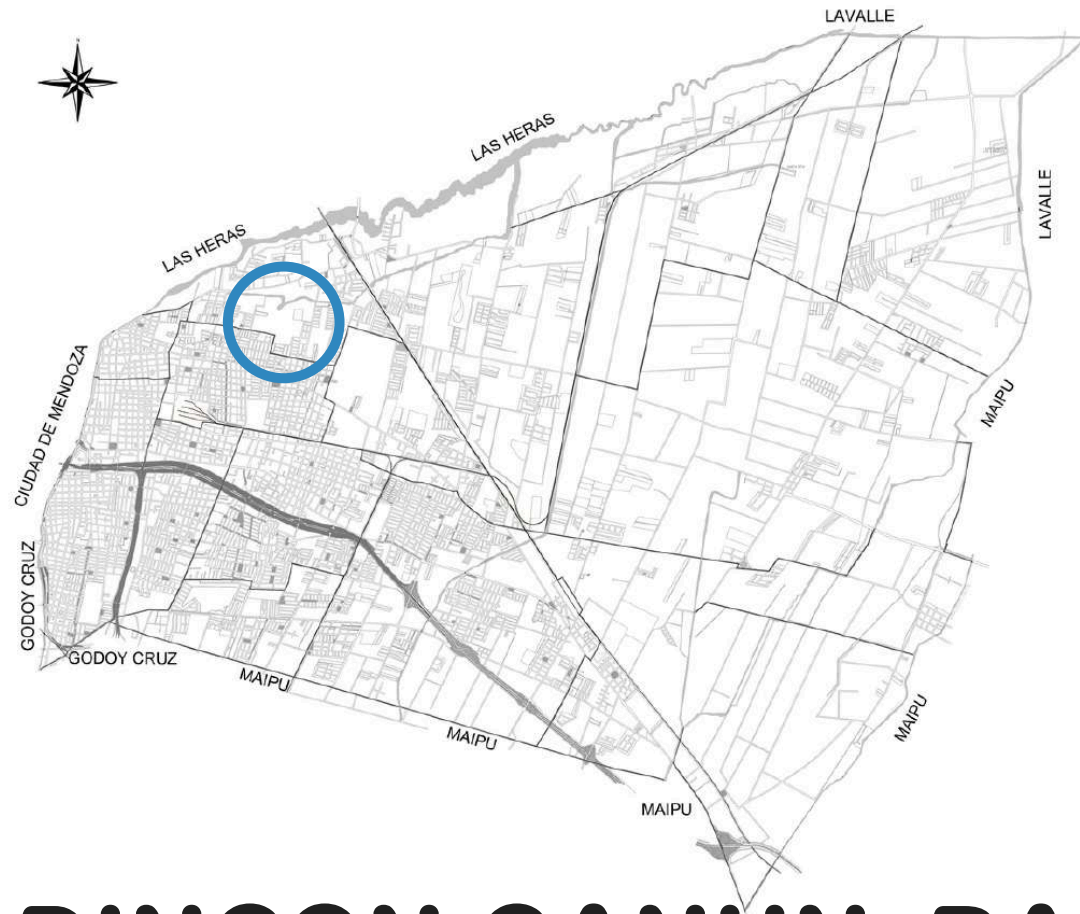 LAVALLE
LAS HERAS
LAVALLE
LAS HERAS
CIUDAD DE MENDOZA
MAIPU
GODOY CRUZ
GODOY CRUZ
MAIPU
MAIPU
MAIPU
MAIPU